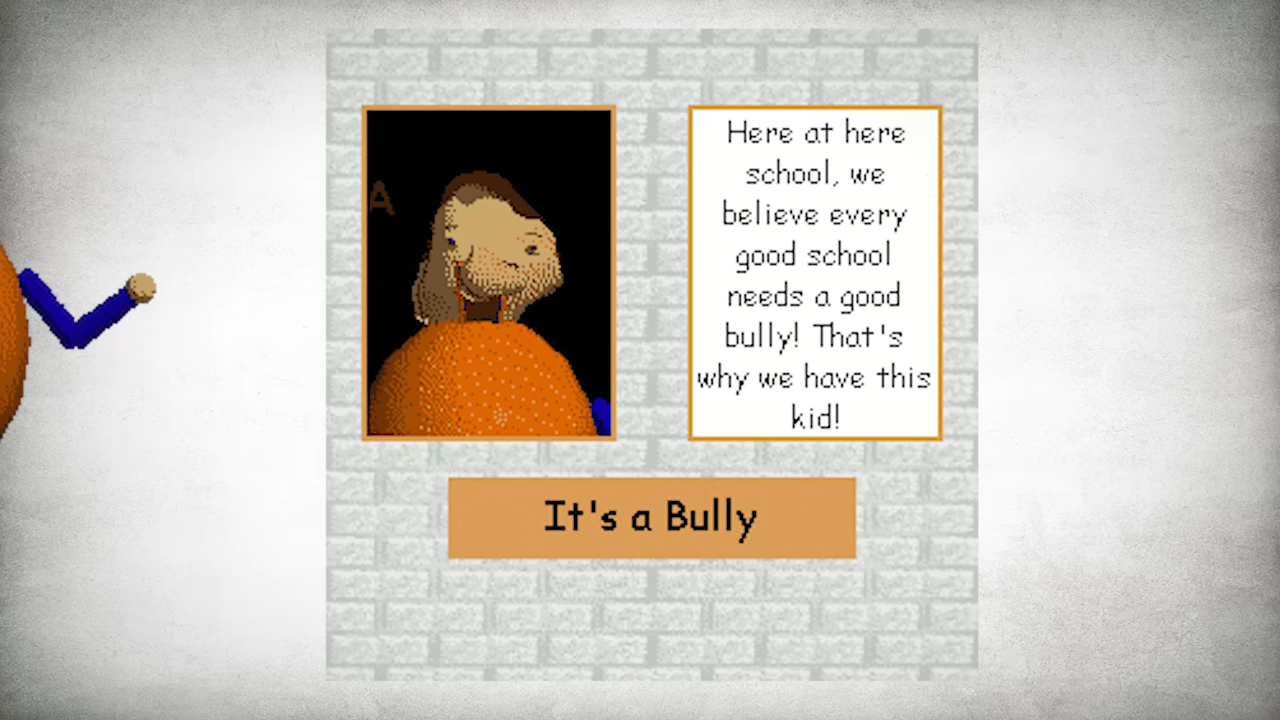 A
Here at here
school, we
believe every
good school
needs a good
bully! That's
why we have this
kid!
It's a Bully